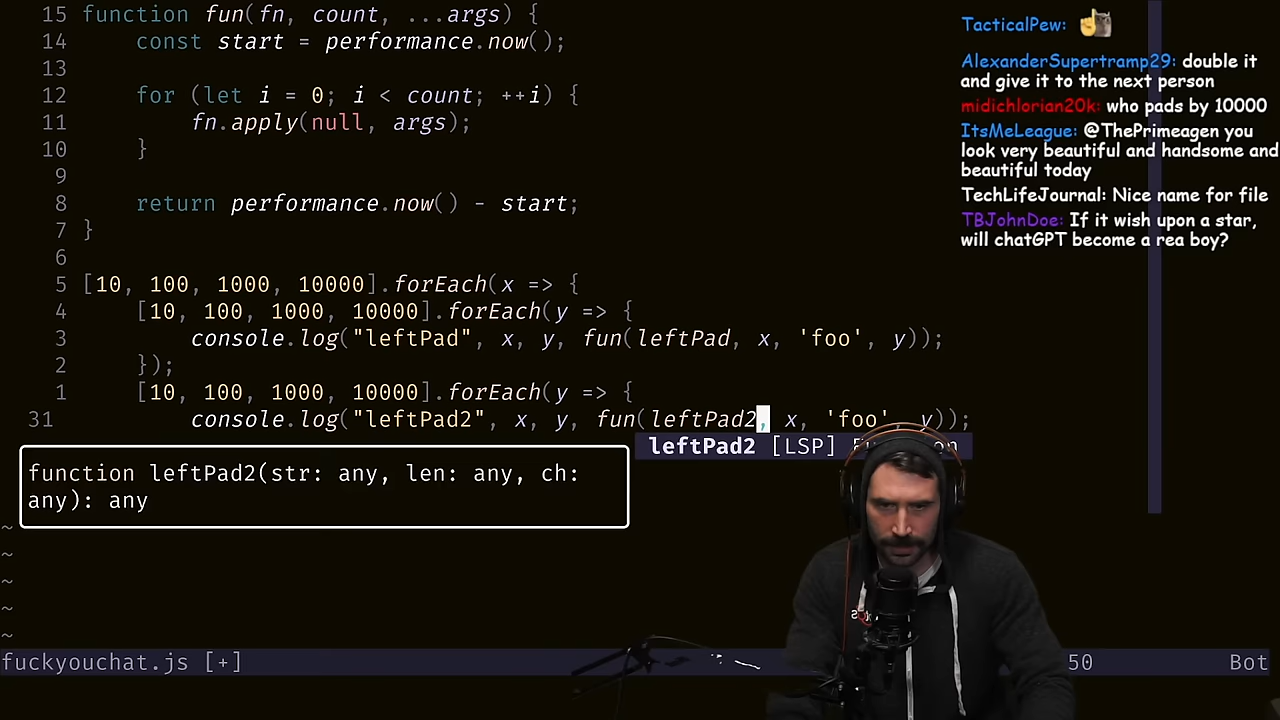 15 function fun(fn, count, ...args) {
14     const start = performance.now();
13
12     for (let i = 0; i < count; ++i) {
11         fn.apply(null, args);
10     }
9
8     return performance.now() - start;
7 }
6
5 [10, 100, 1000, 10000].forEach(x => {
4     [10, 100, 1000, 10000].forEach(y => {
3         console.log("leftPad", x, y, fun(leftPad, x, 'foo', y));
2     });
1     [10, 100, 1000, 10000].forEach(y => {
31         console.log("leftPad2", x, y, fun(leftPad2, x, 'foo', y));
leftPad2 [LSP]
function leftPad2(str: any, len: any, ch:
any): any
~
~
~
~
~
fuckyouchat.js [+] 50 Bot
TacticalPew:
AlexanderSupertramp29: double it
and give it to the next person
midichlorian20k: who pads by 10000
ItsMeLeague: @ThePrimeagen you
look very beautiful and handsome and
beautiful today
TechLifeJournal: Nice name for file
TBJohnDoe: If it wish upon a star,
will chatGPT become a rea boy?